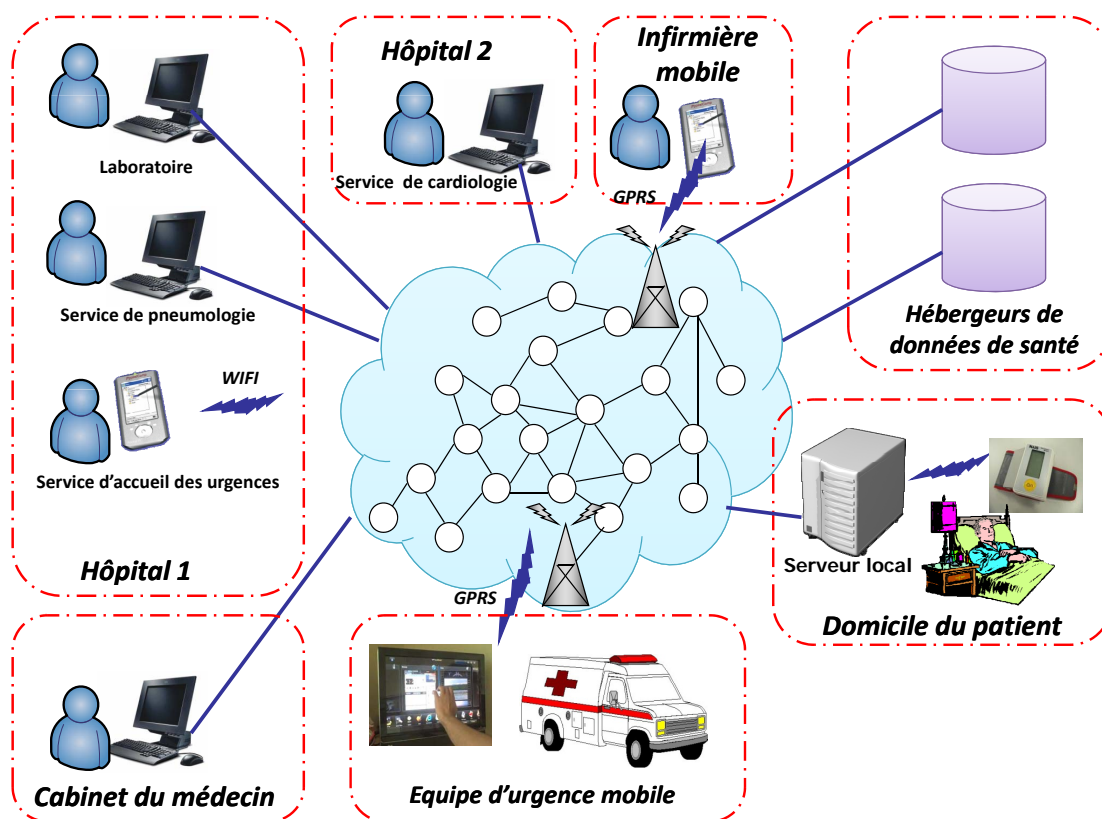 Hôpital 2
Infirmière
mobile
Laboratoire
Service de cardiologie
GPRS
Service de pneumologie
Hébergeurs de
données de santé
WIFI
Service d'accueil des urgences
Serveur local
Hôpital 1
GPRS
Domicile du patient
Cabinet du médecin
Equipe d'urgence mobile